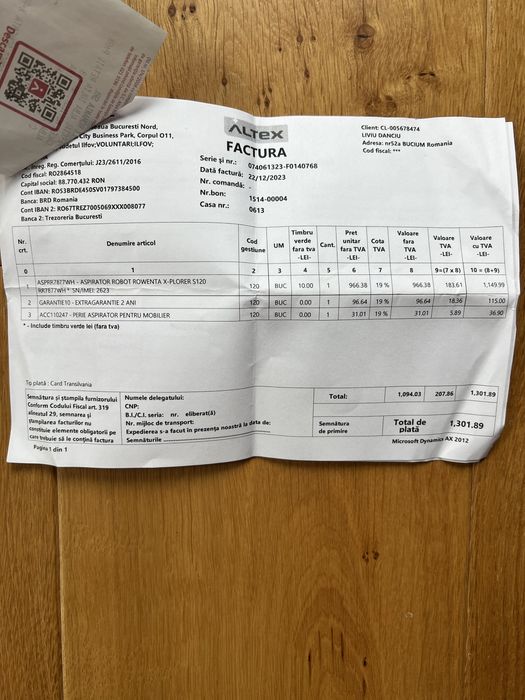 Descarc
Bucuresti Nord,
City Business Park, Corpul O11,
Judetul Ilfov;VOLUNTARI;ILFOV;
Inreg. Reg. Comerțului: J23/2611/2016
Cod fiscal: RO2864518
Capital social: 88.770.432 RON
Cont IBAN: RO53BRDE450SV01797384500
Banca: BRD Romania
Cont IBAN 2: RO67TREZ7005069XXX008077
Banca 2: Trezoreria Bucuresti
ALTEX
FACTURA
Serie și nr.: 074061323-F0140768
Dată factură: 22/12/2023
Nr. comandă: -
Nr.bon: 1514-00004
Casa nr.: 0613
Client: CL-005678474
LIVIU DANCIU
Adresa: nr52a BUCIUM Romania
Cod fiscal: ***
Nr. crt. Denumire articol Cod gestiune UM Timbru verde fara tva -LEI- Cant. Pret unitar fara TVA -LEI- Cota TVA Valoare fara TVA -LEI- Valoare TVA -LEI- Valoare cu TVA -LEI-
0 1 2 3 4 5 6 7 8 9=(7 x 8) 10 = (8+9)
1 ASPRR7877WH - ASPIRATOR ROBOT ROWENTA X-PLORER S120 RR7877WH * SN/IMEI: 2623 120 BUC 10.00 1 966.38 19 % 966.38 183.61 1,149.99
2 GARANTIE10 - EXTRAGARANTIE 2 ANI 120 BUC 0.00 1 96.64 19 % 96.64 18.36 115.00
3 ACC110247 - PERIE ASPIRATOR PENTRU MOBILIER 120 BUC 0.00 1 31.01 19 % 31.01 5.89 36.90
* - Include timbru verde lei (fara tva)
Tip plată : Card Transilvania
Semnătura și ștampila furnizorului
Conform Codului Fiscal art. 319
alineatul 29, semnarea și
ștampilarea facturilor nu
constituie elemente obligatorii pe
care trebuie să le conțină factura
Numele delegatului:
CNP:
B.I./C.I. seria: nr. eliberat(ă)
Nr. mijloc de transport:
Expedierea s-a facut in prezența noastră la data de:
Semnăturile
Total: 1,094.03 207.86 1,301.89
Semnătura
de primire
Total de
plată 1,301.89
Pagina 1 din 1
Microsoft Dynamics AX 2012